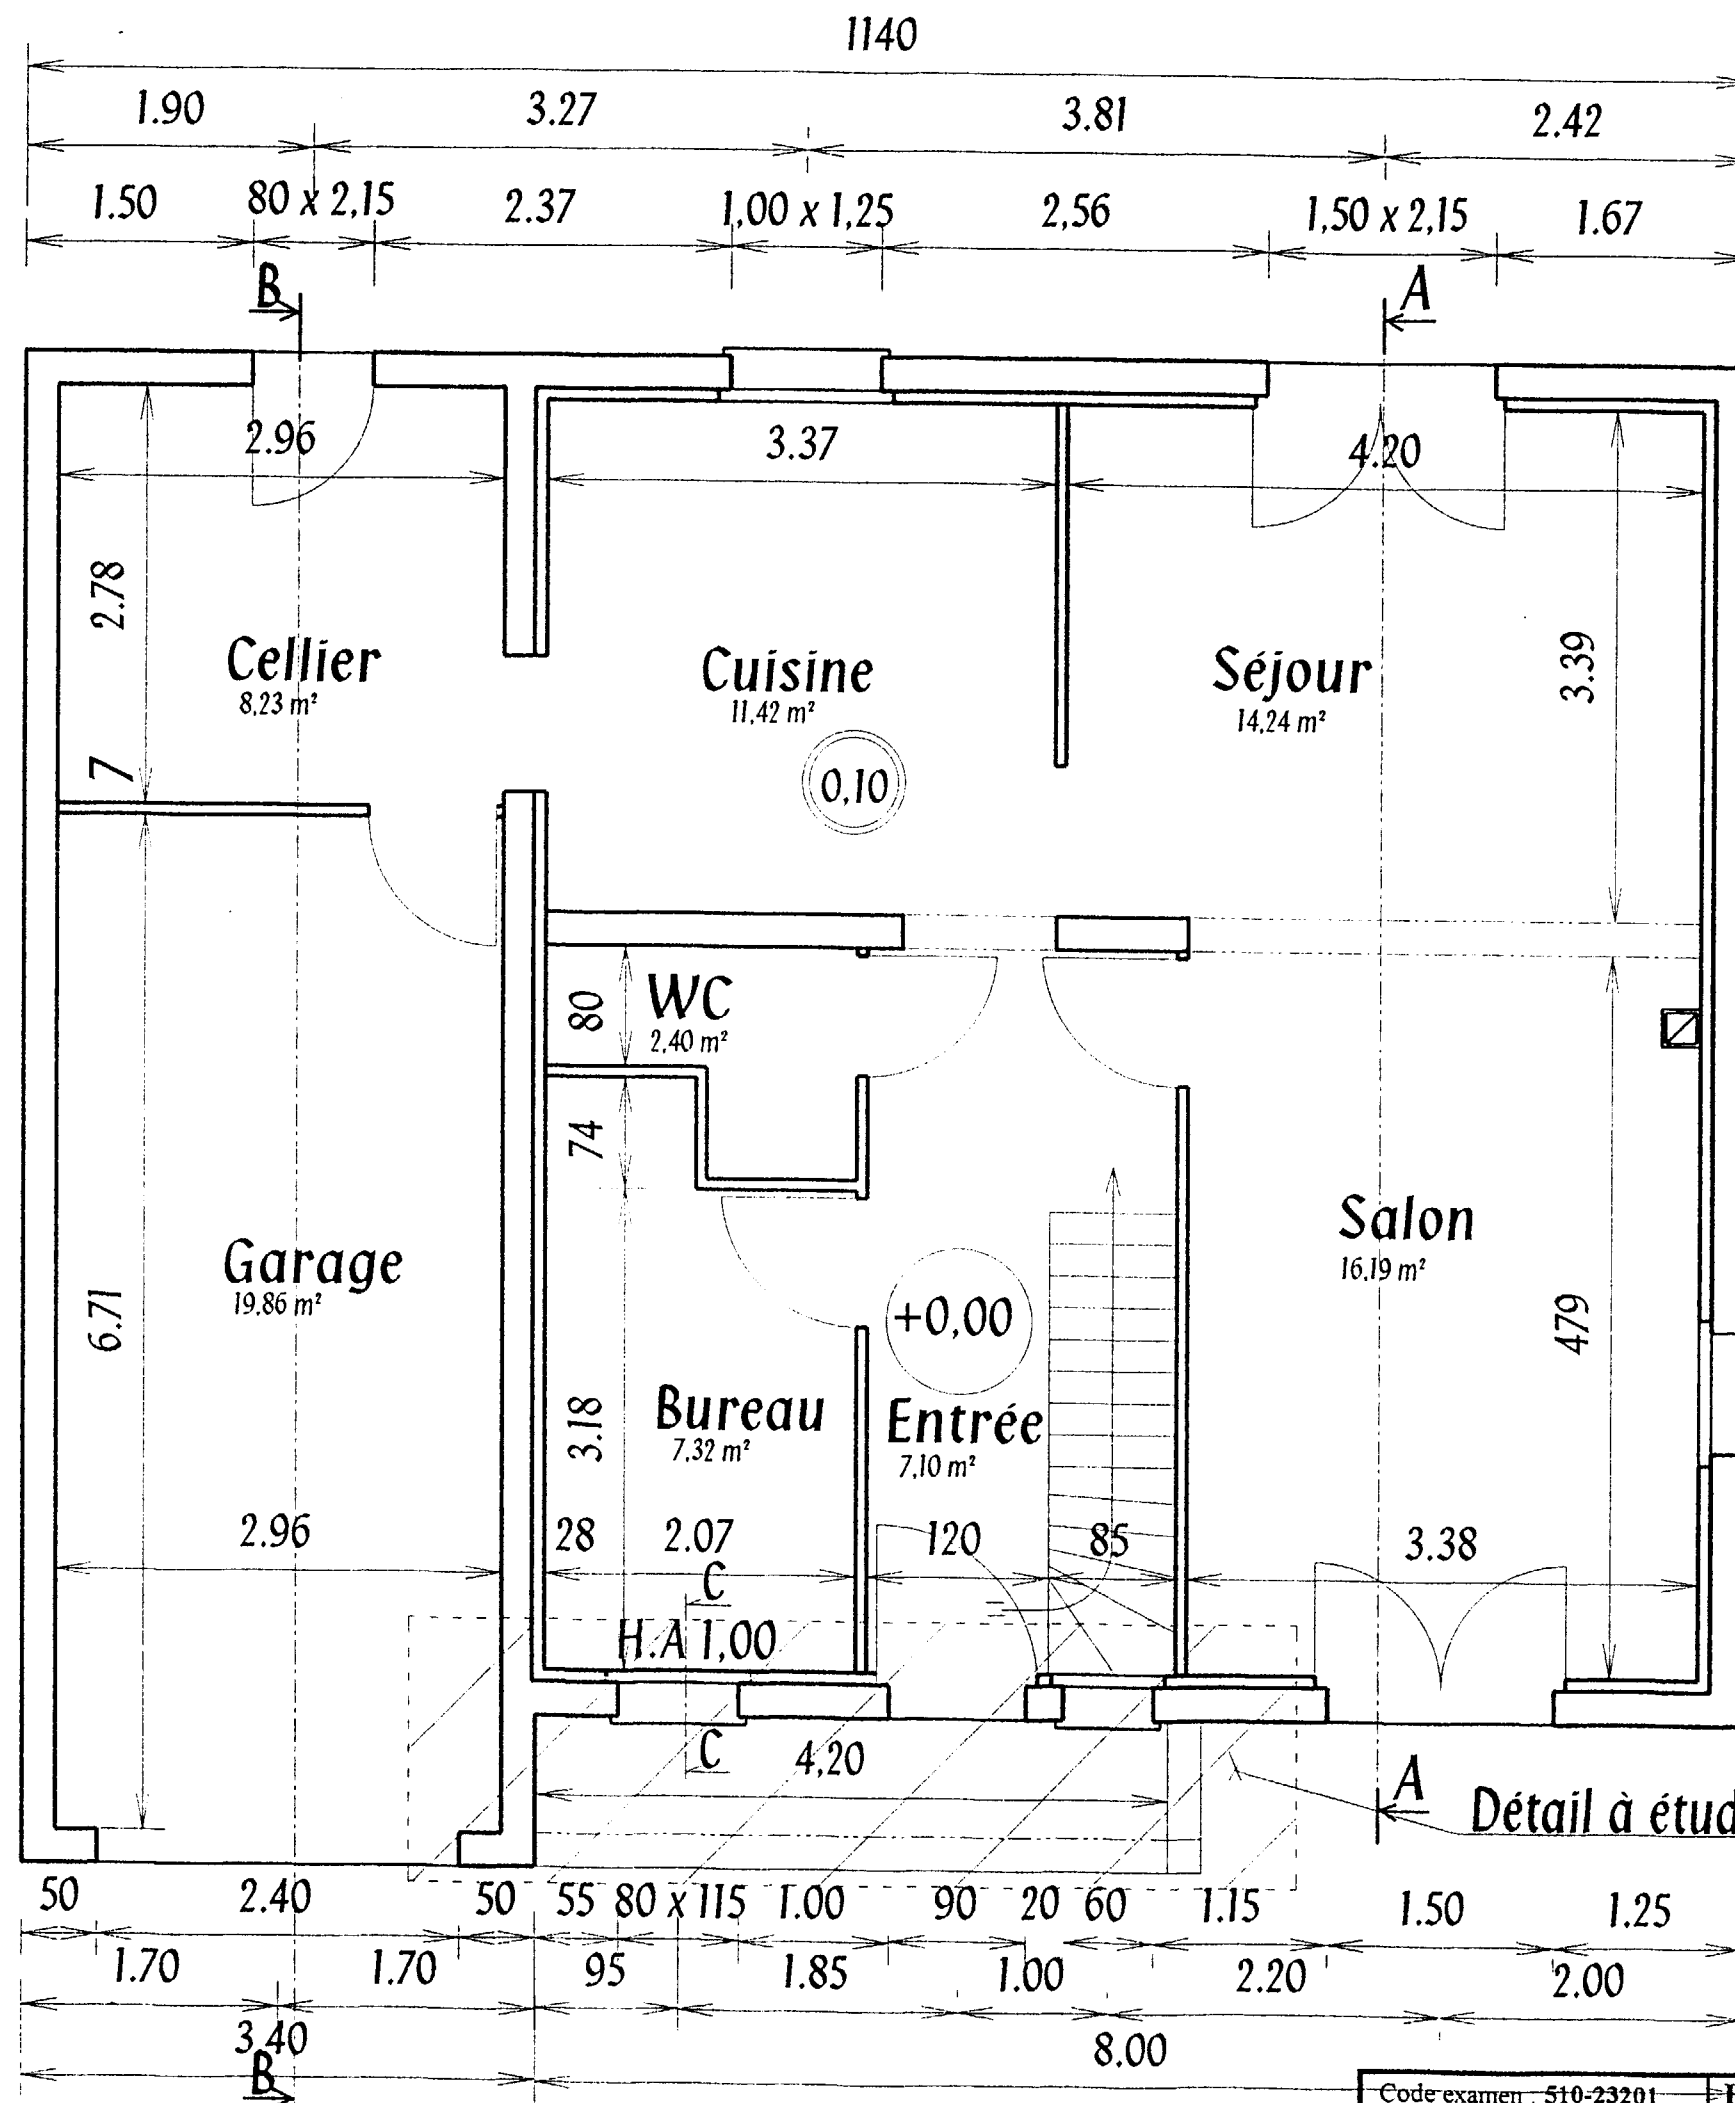 1140
1.90 3.27 3.81 2.42
1.50 80 x 2,15 2.37 1,00 x 1,25 2,56 1,50 x 2,15 1.67
B A
2.96 3.37 4.20
2.78 3.39
Cellier Cuisine Séjour
8,23 m² 11,42 m² 14,24 m²
7 0,10
80 WC
2,40 m²
74
Garage Salon
19,86 m² 16,19 m²
6.71 +0,00 479
3.18 Bureau Entrée
7,32 m² 7,10 m²
2.96 28 2.07 120 85 3.38
C
H.A 1,00
C 4,20
A Détail à étud
50 2.40 50 55 80 x 115 1.00 90 20 60 1.15 1.50 1.25
1.70 1.70 95 1.85 1.00 2.20 2.00
3.40 8.00
B
Code examen : 510-23201